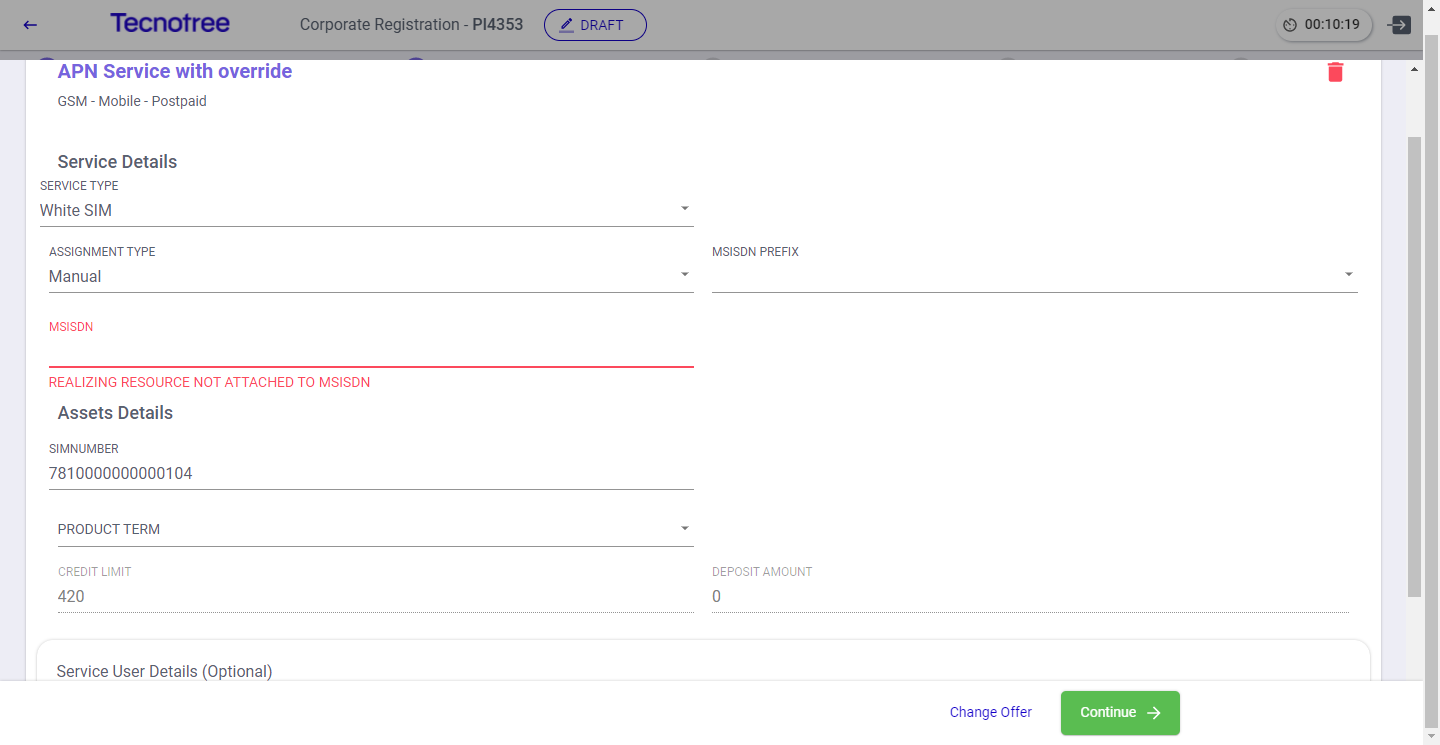 Tecnotree
Corporate Registration - PI4353
DRAFT
00:10:19
APN Service with override
GSM - Mobile - Postpaid
Service Details
SERVICE TYPE
White SIM
ASSIGNMENT TYPE
MSISDN PREFIX
Manual
MSISDN
REALIZING RESOURCE NOT ATTACHED TO MSISDN
Assets Details
SIMNUMBER
7810000000000104
PRODUCT TERM
CREDIT LIMIT
DEPOSIT AMOUNT
420
0
Service User Details (Optional)
Change Offer
Continue